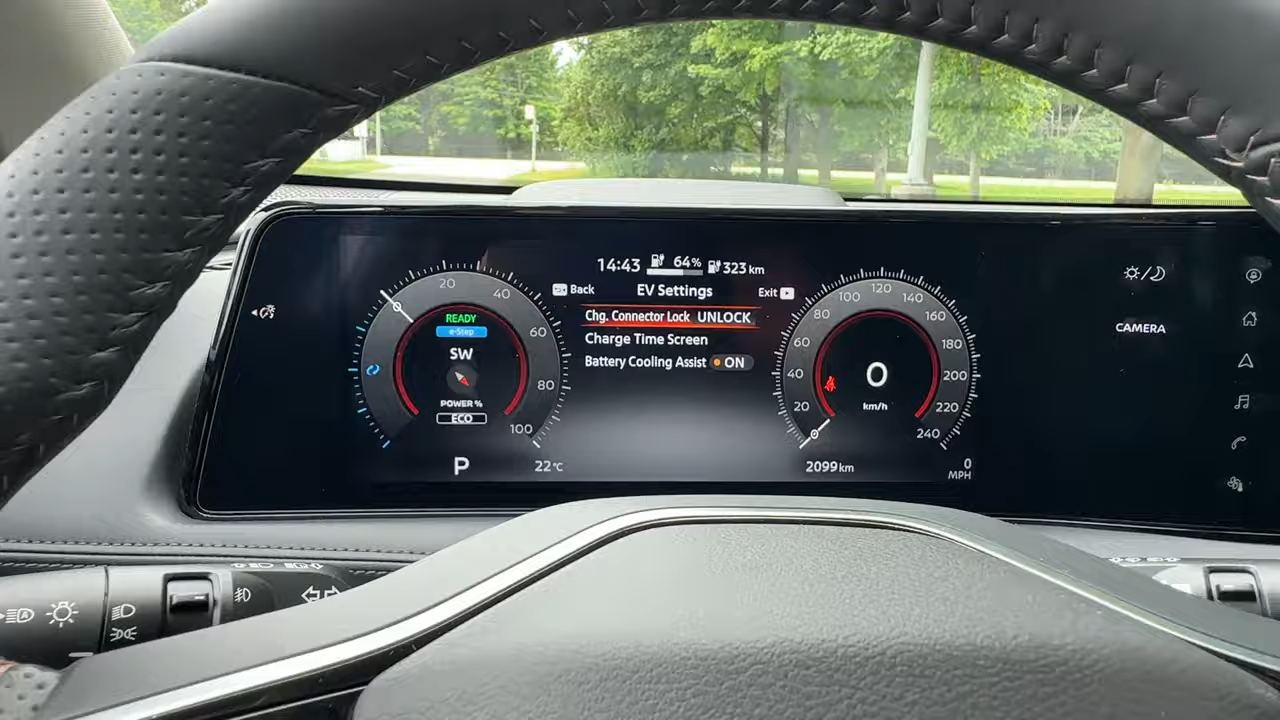 14:43 64% 323 km
Back EV Settings Exit
Chg. Connector Lock UNLOCK
Charge Time Screen
Battery Cooling Assist ON
20 40 60 80 100
READY
e-Step
SW
POWER %
ECO
P 22°C
20 40 60 80 100 120 140 160 180 200 220 240
0
0
km/h
2099 km
0
MPH
CAMERA
A